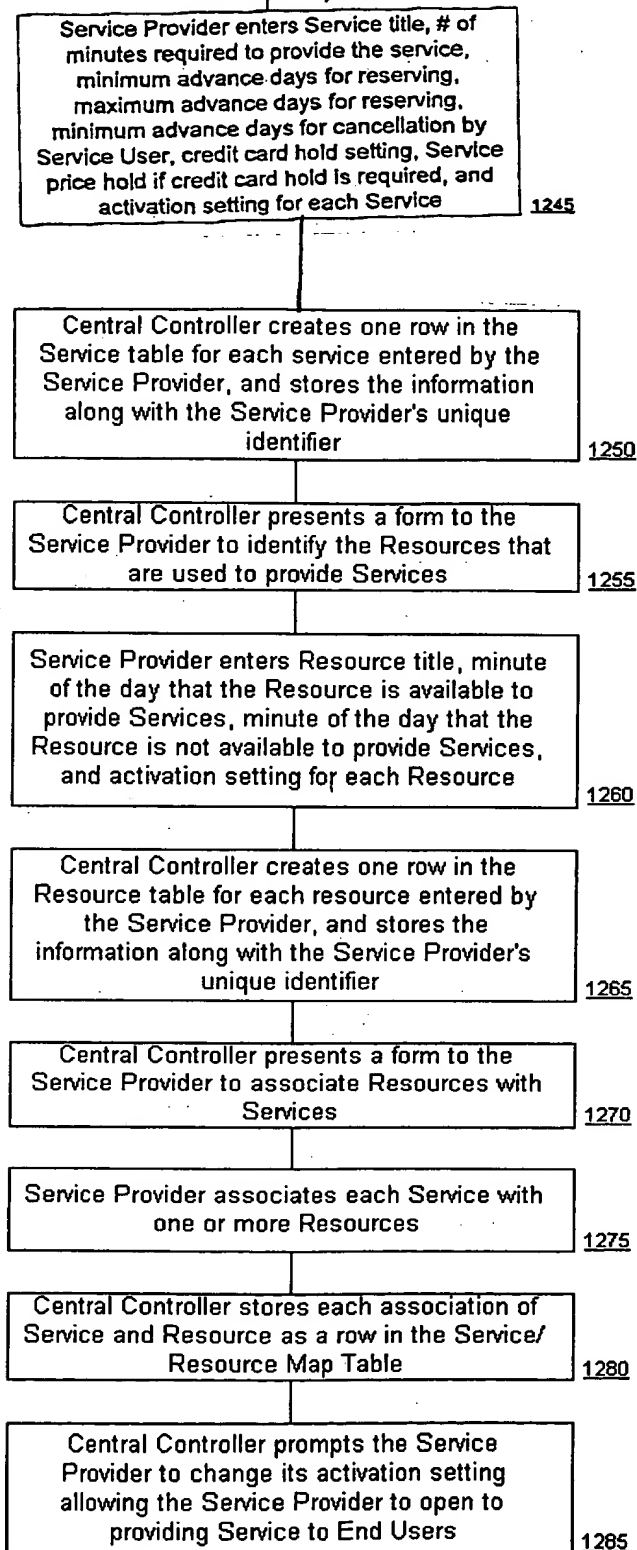 Service Provider enters Service title, # of
minutes required to provide the service,
minimum advance days for reserving,
maximum advance days for reserving,
minimum advance days for cancellation by
Service User, credit card hold setting, Service
price hold if credit card hold is required, and
activation setting for each Service
1245
Central Controller creates one row in the
Service table for each service entered by the
Service Provider, and stores the information
along with the Service Provider's unique
identifier
1250
Central Controller presents a form to the
Service Provider to identify the Resources that
are used to provide Services
1255
Service Provider enters Resource title, minute
of the day that the Resource is available to
provide Services, minute of the day that the
Resource is not available to provide Services,
and activation setting for each Resource
1260
Central Controller creates one row in the
Resource table for each resource entered by
the Service Provider, and stores the
information along with the Service Provider's
unique identifier
1265
Central Controller presents a form to the
Service Provider to associate Resources with
Services
1270
Service Provider associates each Service with
one or more Resources
1275
Central Controller stores each association of
Service and Resource as a row in the Service/
Resource Map Table
1280
Central Controller prompts the Service
Provider to change its activation setting
allowing the Service Provider to open to
providing Service to End Users
1285